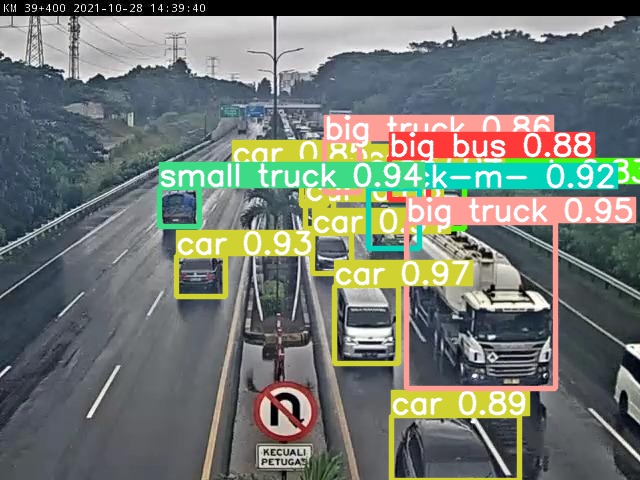 KM 39+400 2021-10-28 14:39:40
big truck 0.86
big bus 0.88
car 0.8
small truck 0.94
k-m- 0.92
big truck 0.95
car 0.93
car 0.
car 0.97
car 0.89
KECUALI
PETUGAS